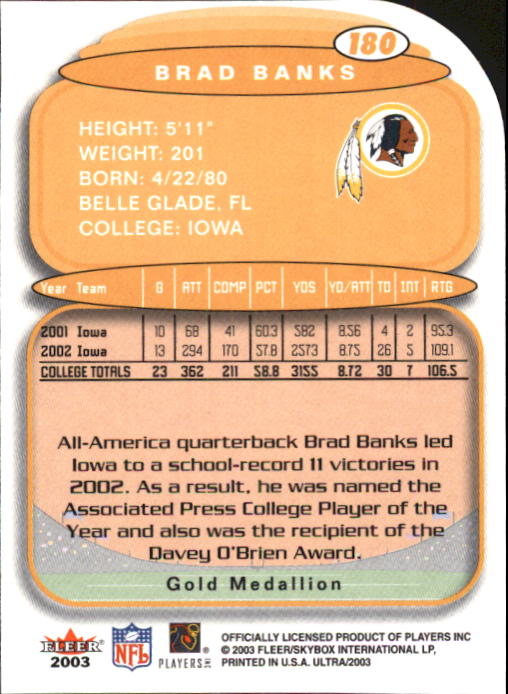 180
BRAD BANKS
HEIGHT: 5'11"
WEIGHT: 201
BORN: 4/22/80
BELLE GLADE, FL
COLLEGE: IOWA
Year Team G ATT COMP PCT YDS YD/ATT TD INT RTG
2001 Iowa 10 68 41 60.3 582 8.56 4 2 95.3
2002 Iowa 13 294 170 57.8 2573 8.75 26 5 109.1
COLLEGE TOTALS 23 362 211 58.8 3155 8.72 30 7 106.5
All-America quarterback Brad Banks led
Iowa to a school-record 11 victories in
2002. As a result, he was named the
Associated Press College Player of the
Year and also was the recipient of the
Davey O'Brien Award.
Gold Medallion
FLEER
2003
NFL
PLAYERS INC
OFFICIALLY LICENSED PRODUCT OF PLAYERS INC
© 2003 FLEER/SKYBOX INTERNATIONAL LP,
PRINTED IN U.S.A. ULTRA/2003